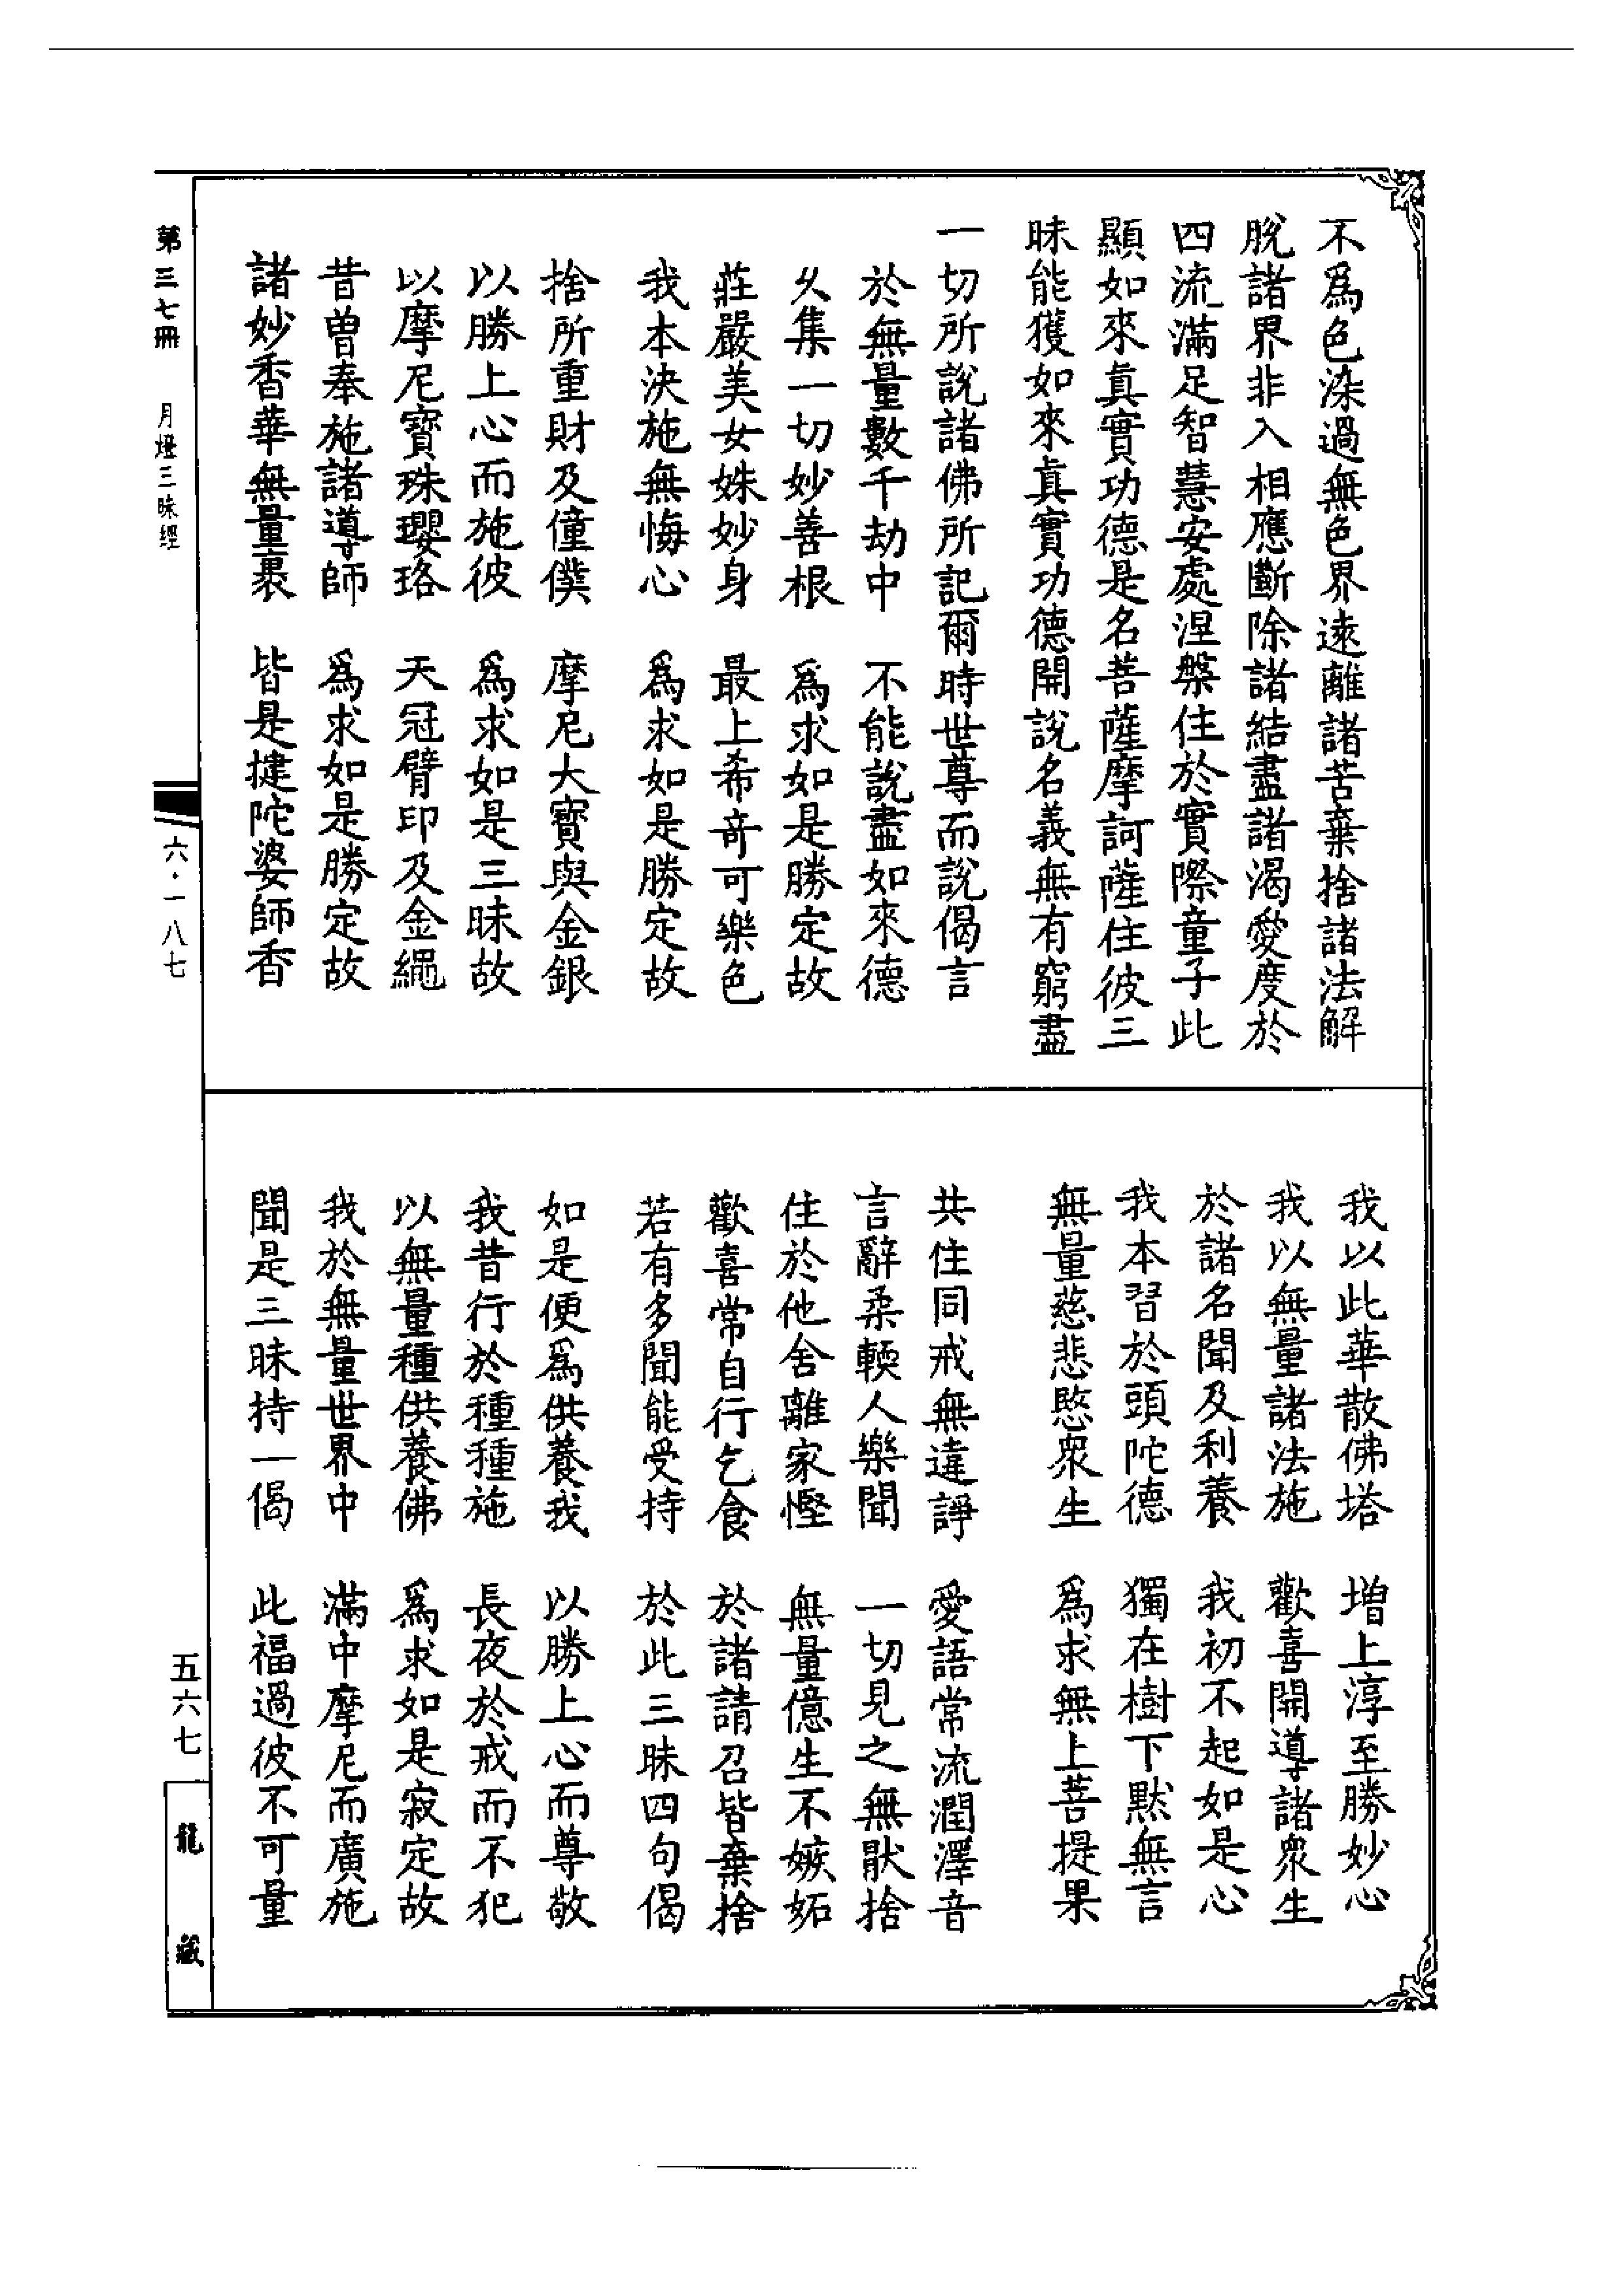 不爲色染過無色界遠離諸苦棄捨諸法解
脫諸界非入相應斷除諸結盡諸渴愛度於
四流滿足智慧安處涅槃住於實際童子此
顯如來眞實功德是名菩薩摩訶薩住彼三
昧能獲如來眞實功德開說名義無有窮盡
一切所說諸佛所記爾時世尊而說偈言
於無量數千劫中　不能說盡如來德
久集一切妙善根　爲求如是勝定故
莊嚴美女姝妙身　最上希奇可樂色
我本決施無悔心　爲求如是勝定故
捨所重財及僮僕　摩尼大寶與金銀
以勝上心而施彼　爲求如是三昧故
以摩尼寶珠瓔珞　天冠臂印及金繩
昔曾奉施諸導師　爲求如是勝定故
諸妙香華無量裹　皆是揵陀婆師香
我以此華散佛塔　增上淳至勝妙心
我以無量諸法施　歡喜開導諸衆生
於諸名聞及利養　我初不起如是心
我本習於頭陀德　獨在樹下默無言
無量慈悲愍衆生　爲求無上菩提果
共住同戒無違諍　愛語常流潤澤音
言辭柔輭人樂聞　一切見之無猒捨
住於他舍離家慳　無量億生不嫉妬
歡喜常自行乞食　於諸請召皆棄捨
若有多聞能受持　於此三昧四句偈
如是便爲供養我　以勝上心而尊敬
我昔行於種種施　長夜於戒而不犯
以無量種供養佛　爲求如是寂定故
我於無量世界中　滿中摩尼而廣施
聞是三昧持一偈　此福過彼不可量
第三七冊　月燈三昧經
六·一八七
五六七
龍藏